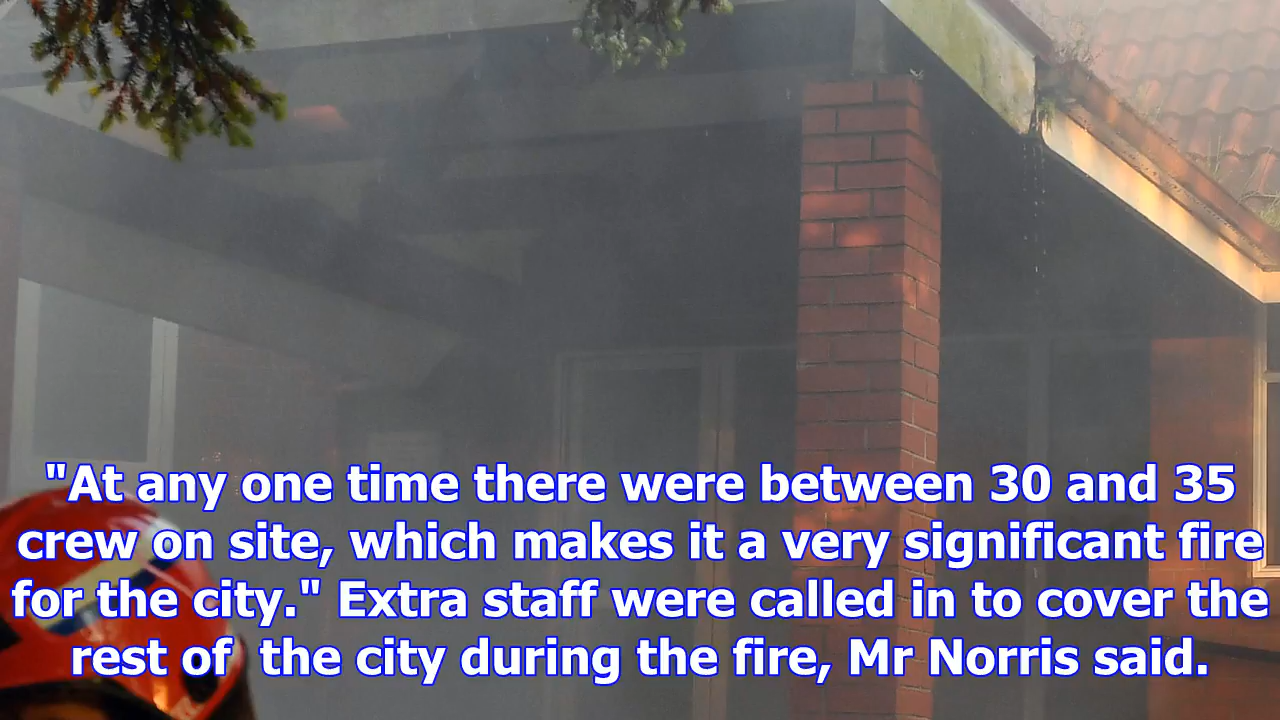 "At any one time there were between 30 and 35
crew on site, which makes it a very significant fire
for the city." Extra staff were called in to cover the
rest of  the city during the fire, Mr Norris said.